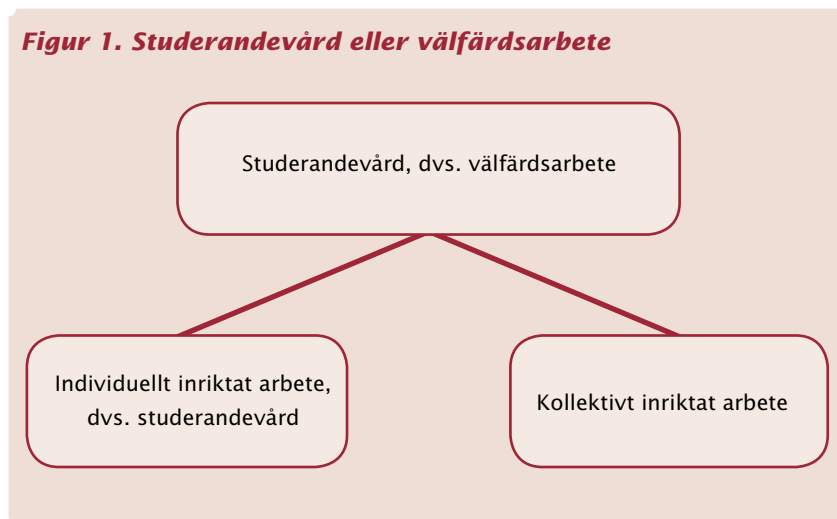 Figur 1. Studerandevård eller välfärdsarbete
Studerandevård, dvs. välfärdsarbete
Individuellt inriktat arbete,
dvs. studerandevård
Kollektivt inriktat arbete